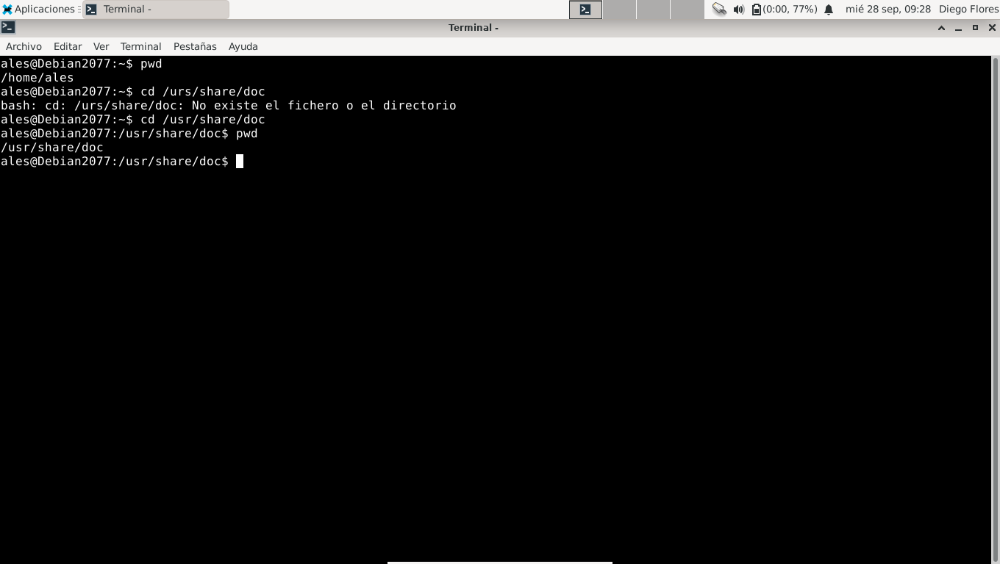 Aplicaciones Terminal - (0:00, 77%) mié 28 sep, 09:28 Diego Flores
Terminal -
Archivo Editar Ver Terminal Pestañas Ayuda
ales@Debian2077:~$ pwd
/home/ales
ales@Debian2077:~$ cd /urs/share/doc
bash: cd: /urs/share/doc: No existe el fichero o el directorio
ales@Debian2077:~$ cd /usr/share/doc
ales@Debian2077:/usr/share/doc$ pwd
/usr/share/doc
ales@Debian2077:/usr/share/doc$